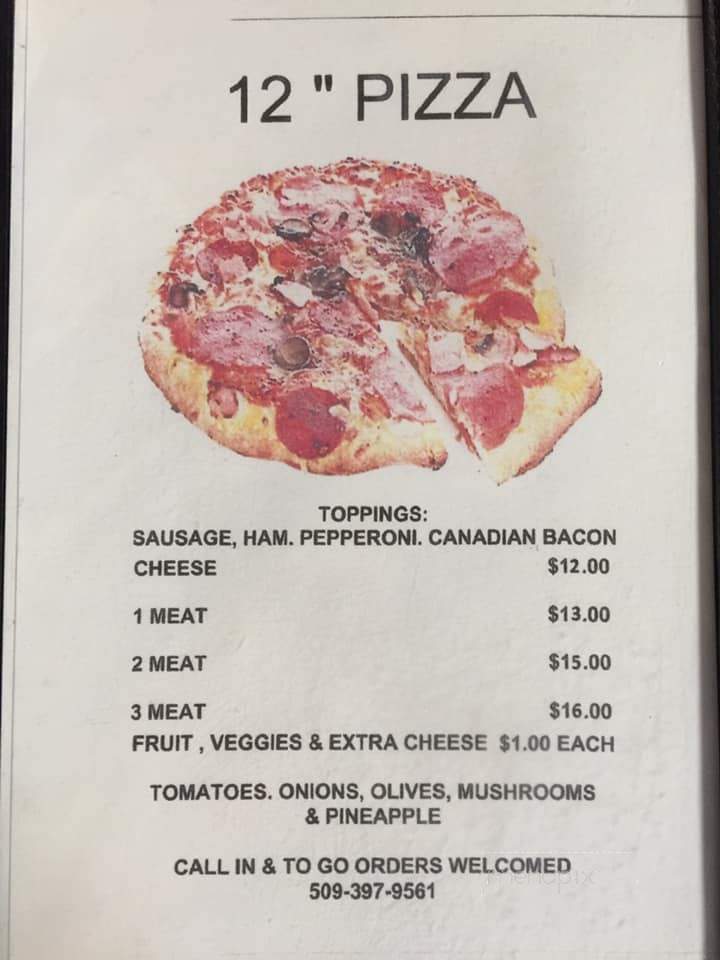 12 " PIZZA
TOPPINGS:
SAUSAGE, HAM. PEPPERONI. CANADIAN BACON
CHEESE $12.00
1 MEAT $13.00
2 MEAT $15.00
3 MEAT $16.00
FRUIT , VEGGIES & EXTRA CHEESE $1.00 EACH
TOMATOES. ONIONS, OLIVES, MUSHROOMS
& PINEAPPLE
CALL IN & TO GO ORDERS WELCOMED
menupix
509-397-9561